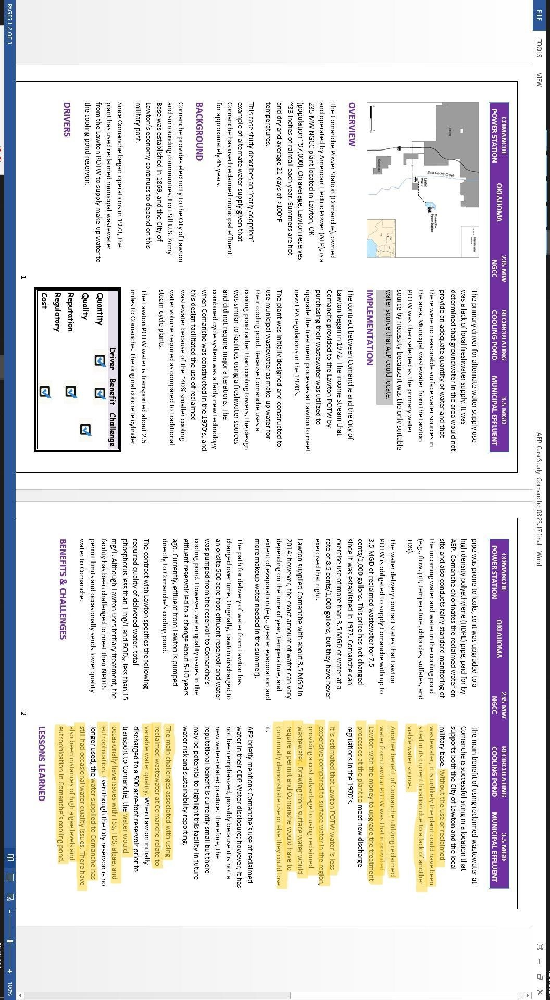 FILE TOOLS VIEW
AEP_CaseStudy_Comanche_03.23.17 final - Word
COMANCHE POWER STATION
OKLAHOMA
235 MW NGCC
RECIRCULATING COOLING POND
3.5 MGD MUNICIPAL EFFLUENT
Lawton
Geronimo
East Cache Creek
Lawton
WWTP
Comanche
Power Station
OVERVIEW
The Comanche Power Station (Comanche), owned
and operated by American Electric Power (AEP), is a
235 MW NGCC plant located in Lawton, OK
(population ~97,000). On average, Lawton receives
~33 inches of rainfall each year. Summers are hot
and dry and average 21 days of >100°F
temperatures.
This case study describes an “early adoption”
example of alternate water supply given that
Comanche has used reclaimed municipal effluent
for approximately 45 years.
BACKGROUND
Comanche provides electricity to the City of Lawton
and surrounding communities. Fort Sill U.S. Army
Base was established in 1869, and the City of
Lawton’s economy continues to depend on this
military post.
Since Comanche began operations in 1973, the
plant has used reclaimed municipal wastewater
from the Lawton POTW to supply make-up water to
the cooling pond reservoir.
DRIVERS
The primary driver for alternate water supply use
was a lack of local freshwater supply. It was
determined that groundwater in the area would not
provide an adequate quantity of water and that
there were no reasonable surface water sources in
the area. Municipal wastewater from the Lawton
POTW was then selected as the primary water
source by necessity because it was the only suitable
water source that AEP could locate.
IMPLEMENTATION
The contract between Comanche and the City of
Lawton began in 1972. The income stream that
Comanche provided to the Lawton POTW by
purchasing their wastewater was utilized to
upgrade the treatment processes at Lawton to meet
new EPA regulations in the 1970’s.
The plant was initially designed and constructed to
use municipal wastewater as make-up water for
their cooling pond. Because Comanche uses a
cooling pond rather than cooling towers, the design
was similar to facilities using a freshwater sources
and did not require major alterations. The
combined cycle system was a fairly new technology
when Comanche was constructed in the 1970’s, and
this design facilitated the use of reclaimed
wastewater because of the ~40% smaller cooling
water volume required as compared to traditional
steam-cycle plants.
The Lawton POTW water is transported about 2.5
miles to Comanche. The original concrete cylinder
Driver Benefit Challenge
Quantity
Quality
Reputation
Regulatory
Cost
1
COMANCHE POWER STATION
OKLAHOMA
235 MW NGCC
RECIRCULATING COOLING POND
3.5 MGD MUNICIPAL EFFLUENT
pipe was prone to leaks, so it was upgraded to a
high density polyethylene (HDPE) pipe, paid for by
AEP. Comanche chlorinates the reclaimed water on-
site and also conducts fairly standard monitoring of
the incoming water and water in the cooling pond
(e.g., flow, pH, temperature, chlorides, sulfates, and
TDS).
The water delivery contract states that Lawton
POTW is obligated to supply Comanche with up to
3.5 MGD of reclaimed wastewater for 7.5
cents/1,000 gallons. This price has not changed
since it was established in 1972. Comanche can
exercise use of more than 3.5 MGD of water at a
rate of 8.5 cents/1,000 gallons, but they have never
exercised that right.
Lawton supplied Comanche with about 3.5 MGD in
2014; however, the exact amount of water can vary
depending on the time of year, temperature, and
extent of evaporation (e.g., greater evaporation and
more makeup water needed in the summer).
The path for delivery of water from Lawton has
changed over time. Originally, Lawton discharged to
an onsite 500 acre-foot effluent reservoir and water
was pumped from the reservoir to Comanche’s
cooling pond. However, water quality issues in the
effluent reservoir led to a change about 5-10 years
ago. Currently, effluent from Lawton is pumped
directly to Comanche’s cooling pond.
The contract with Lawton specifies the following
required quality of delivered water: total
phosphorus less than 1 mg/L and BOD20 less than 15
mg/L. Although Lawton uses tertiary treatment, the
facility has been challenged to meet their NPDES
permit limits and occasionally sends lower quality
water to Comanche.
BENEFITS & CHALLENGES
The main benefit of using reclaimed wastewater at
Comanche is successful siting in a location that
supports both the City of Lawton and the local
military base. Without the use of reclaimed
wastewater, it is unlikely the plant could have been
sited in its current location due to a lack of another
viable water source.
Another benefit of Comanche utilizing reclaimed
water from Lawton POTW was that it provided
Lawton with the money to upgrade the treatment
processes at the plant to meet new discharge
regulations in the 1970’s.
It is estimated that Lawton POTW water is less
expensive compared to surface water in the region,
providing a cost advantage to using reclaimed
wastewater. Drawing from surface water would
require a permit and Comanche would have to
continually demonstrate use or else they could lose
it.
AEP briefly mentions Comanche’s use of reclaimed
water in their CDP Water disclosure; however, it has
not been emphasized, possibly because it is not a
new water-related practice. Therefore, the
reputational benefit is currently small but there
may be potential to highlight this facility in future
water risk and sustainability reporting.
The main challenges associated with using
reclaimed wastewater at Comanche relate to
variable water quality. When Lawton initially
discharged to a 500 acre-foot reservoir prior to
transport to Comanche, the water would
occasionally have issues with TSS, TDS, algae, and
eutrophication. Even though the City reservoir is no
longer used, the water supplied to Comanche has
still had occasional water quality issues. There have
also been instances of high algae levels and
eutrophication in Comanche’s cooling pond.
LESSONS LEARNED
2
PAGES 1-2 OF 3
100%